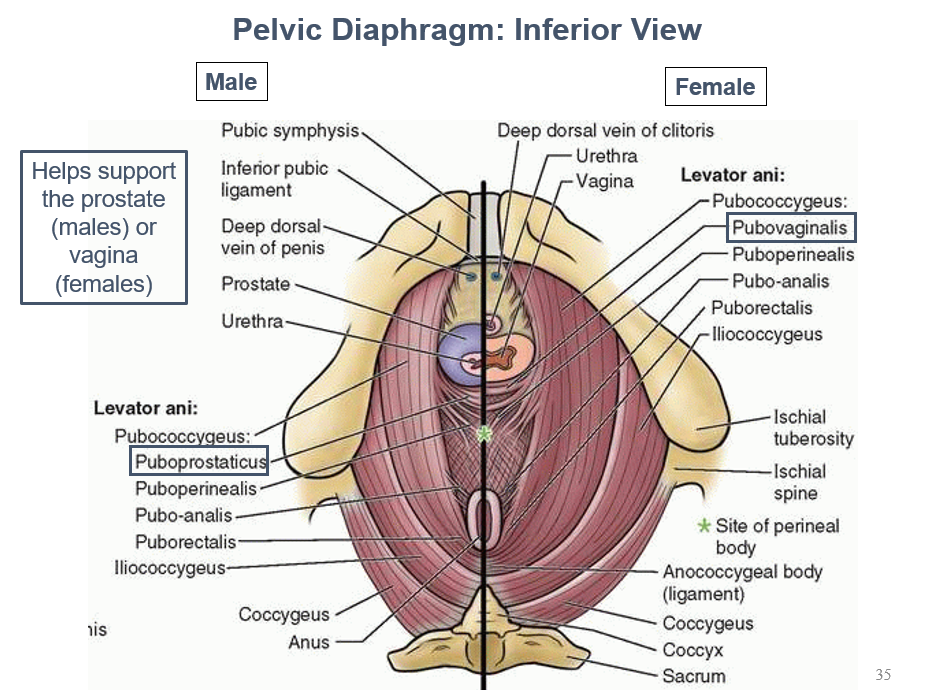 Pelvic Diaphragm: Inferior View
Male
Female
Helps support
the prostate
(males) or
vagina
(females)
Pubic symphysis
Inferior pubic
ligament
Deep dorsal
vein of penis
Prostate
Urethra
Levator ani:
Pubococcygeus:
Puboprostaticus
Puboperinealis
Pubo-analis
Puborectalis
Iliococcygeus
Coccygeus
Anus
nis
Deep dorsal vein of clitoris
Urethra
Vagina
Levator ani:
Pubococcygeus:
Pubovaginalis
Puboperinealis
Pubo-analis
Puborectalis
Iliococcygeus
Ischial
tuberosity
Ischial
spine
* Site of perineal
body
Anococcygeal body
(ligament)
Coccygeus
Coccyx
Sacrum
35